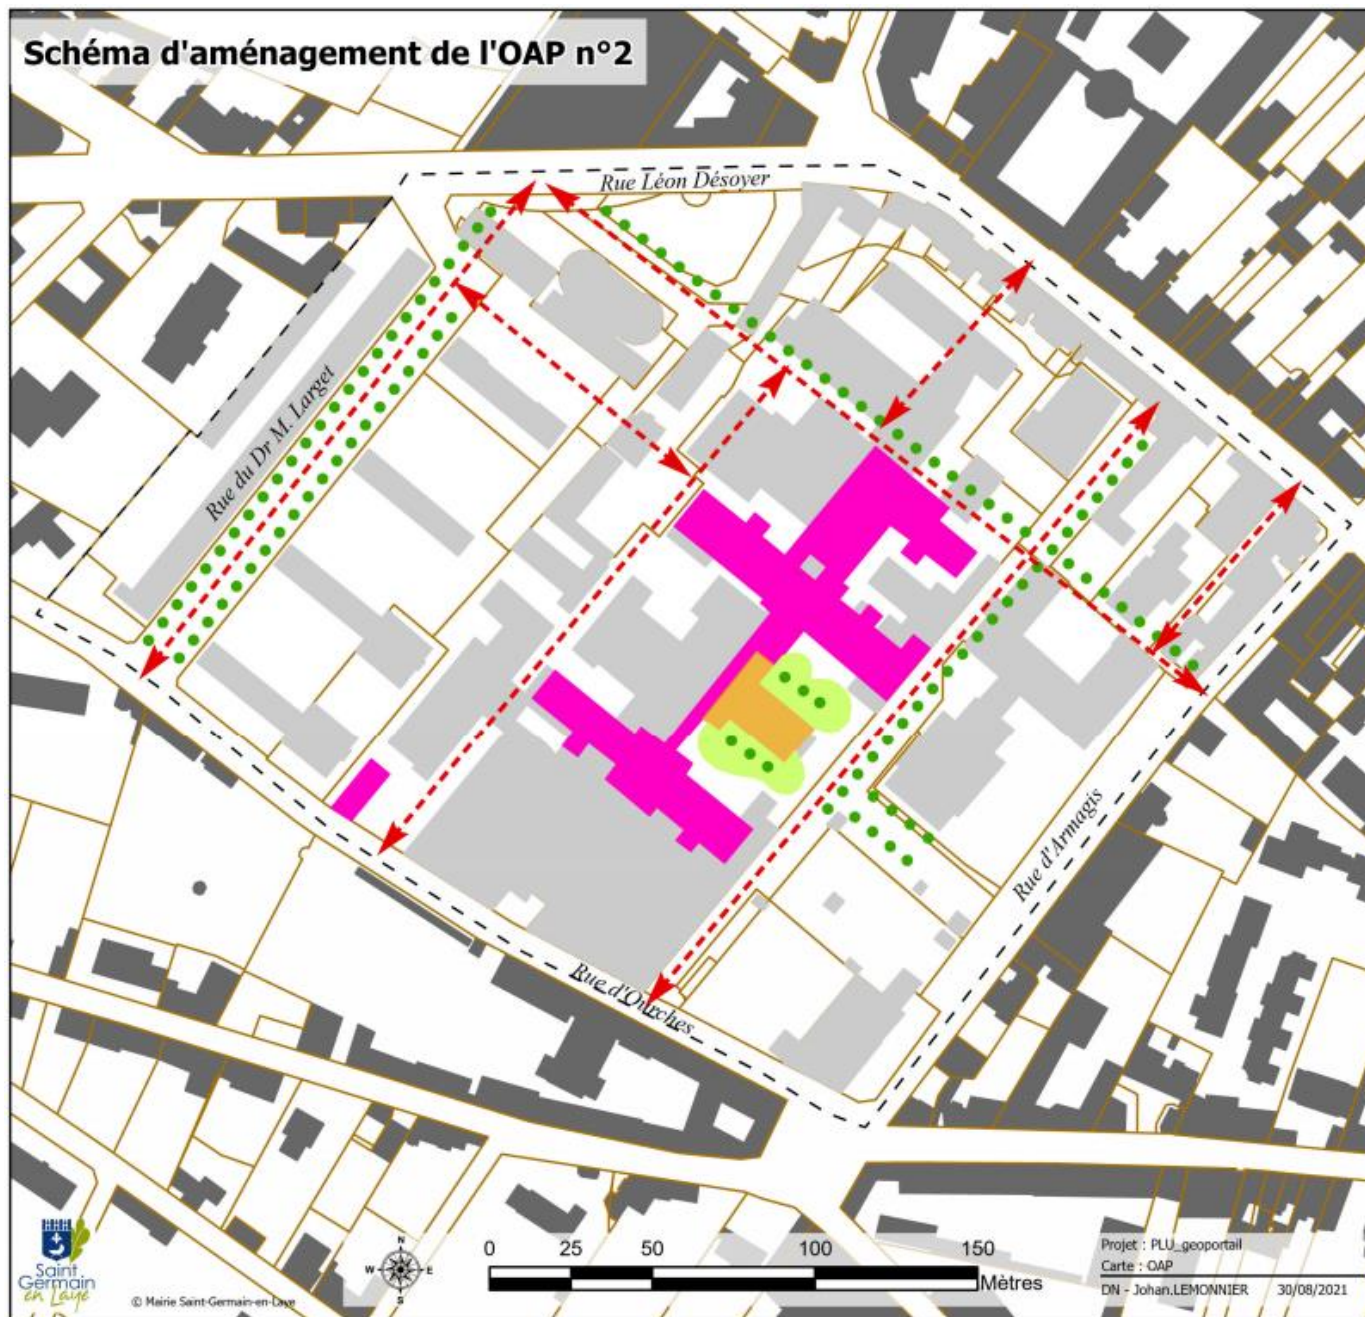 Schéma d'aménagement de l'OAP n°2
Rue Léon Désoyer
Rue du Dr M. Larget
Rue d'Armagis
Rue d'Ourches
Saint
Germain
en Laye
© Mairie Saint-Germain-en-Laye
N
W
E
S
0 25 50 100 150
Mètres
Projet : PLU_geoportail
Carte : OAP
DN - Johan.LEMONNIER 30/08/2021